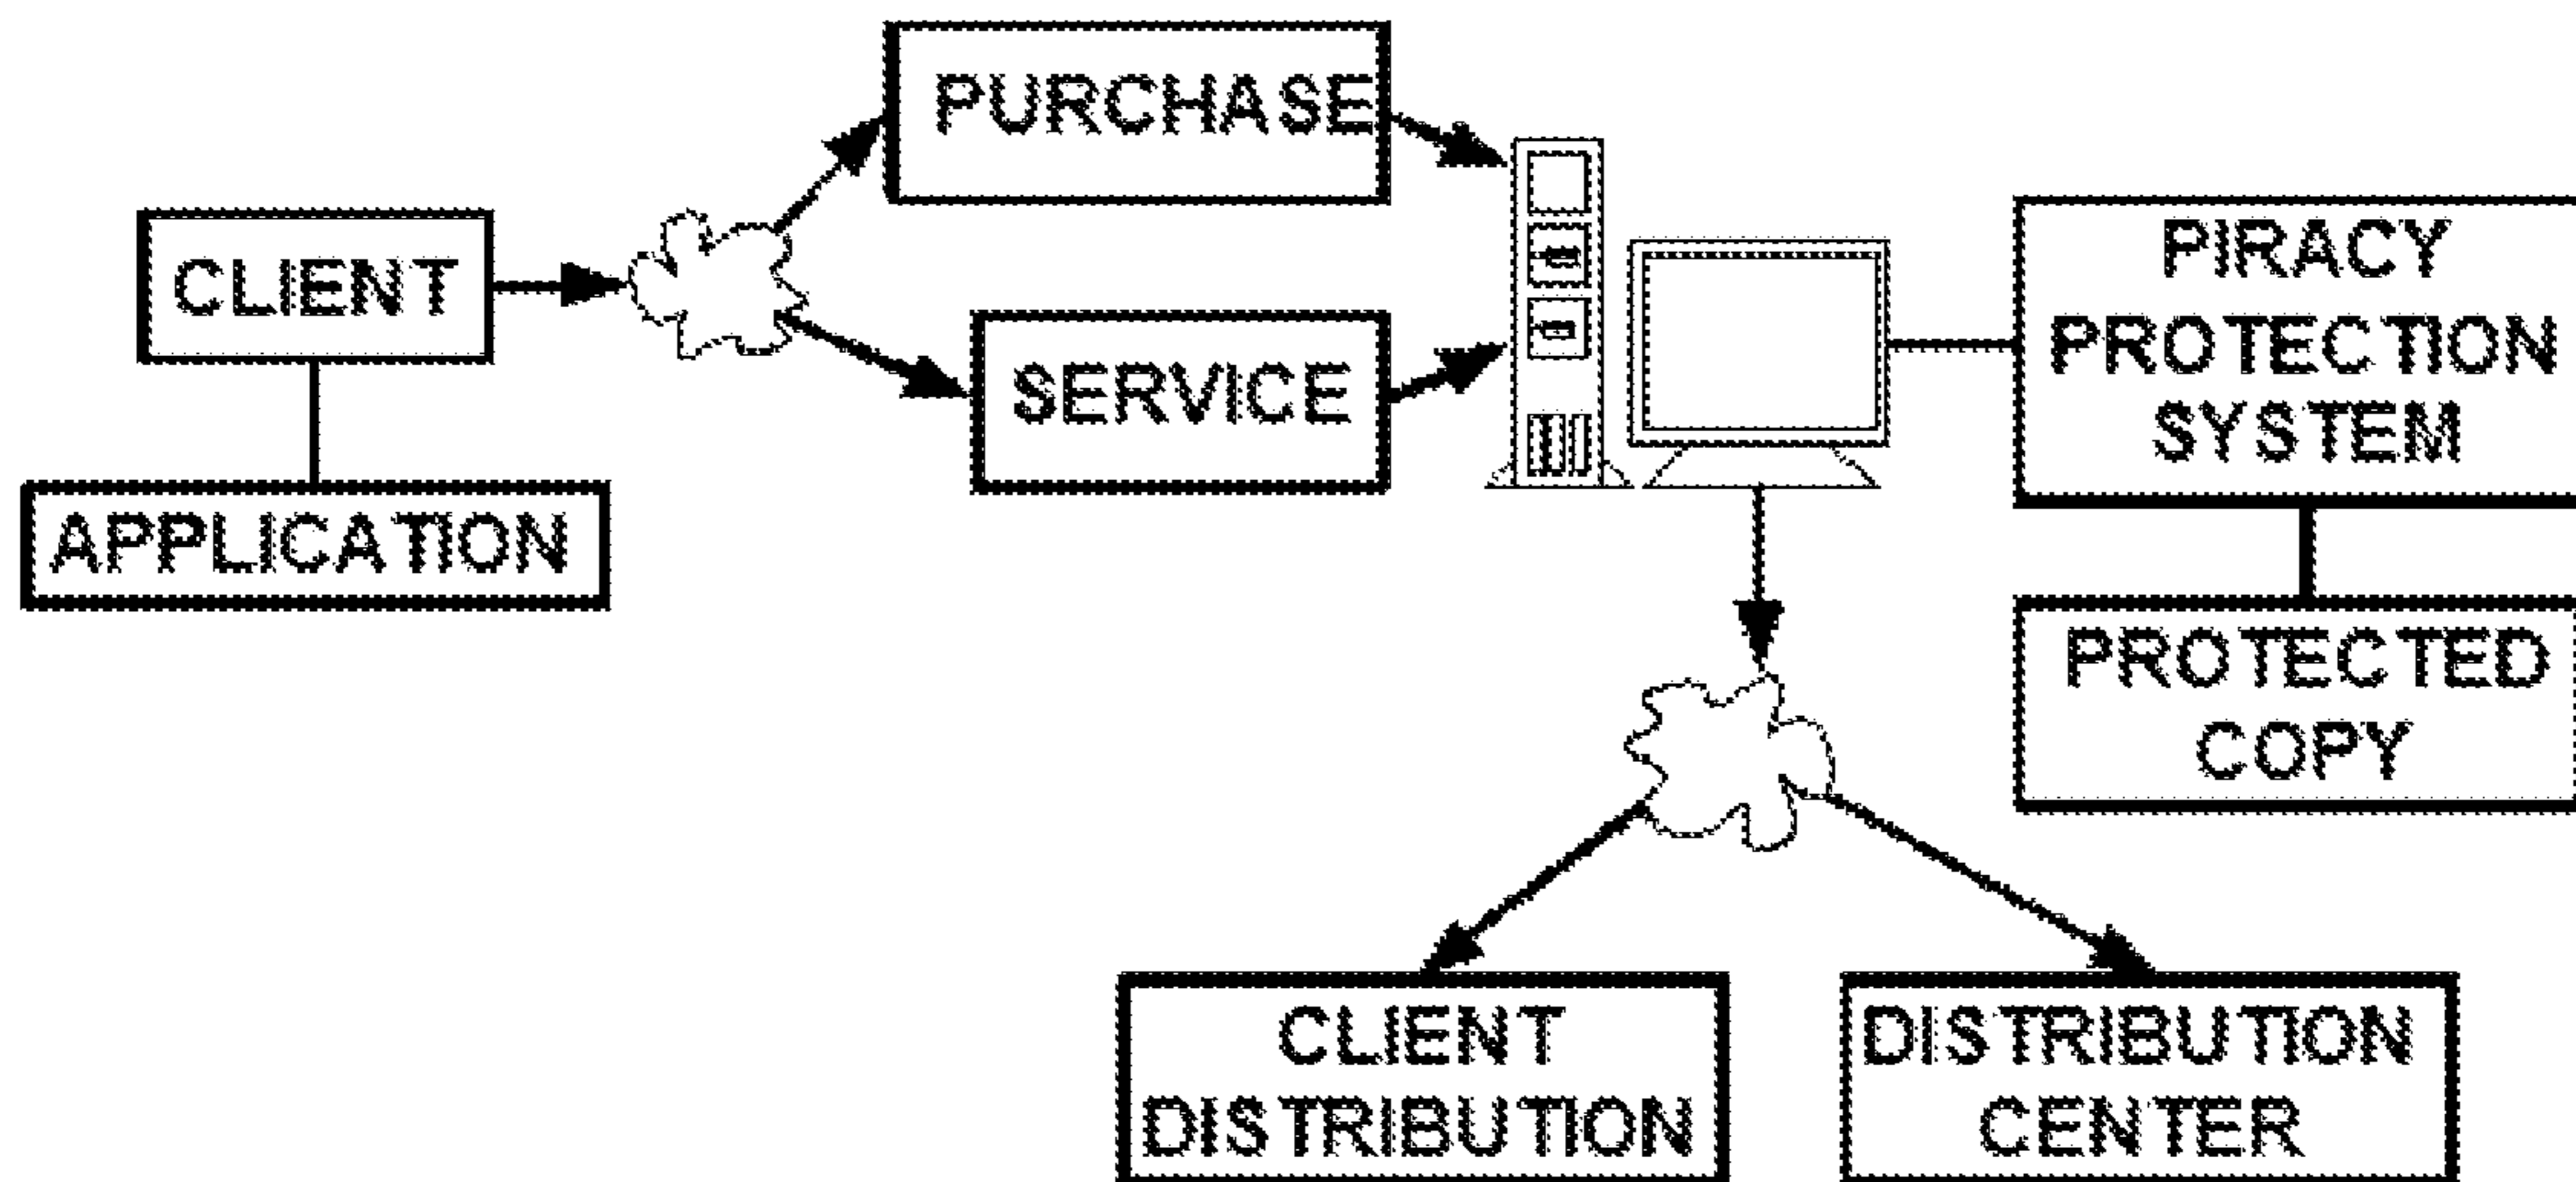 PURCHASE
CLIENT
SERVICE
APPLICATION
PIRACY
PROTECTION
SYSTEM
PROTECTED
COPY
CLIENT
DISTRIBUTION
DISTRIBUTION
CENTER